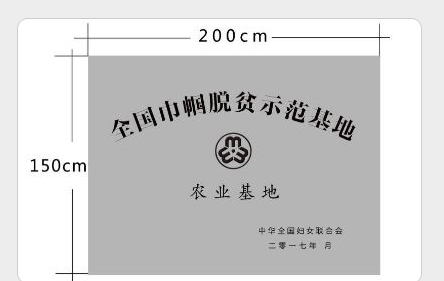 200cm
全国巾帼脱贫示范基地
150cm
农业基地
中华全国妇女联合会
二零一七年 月